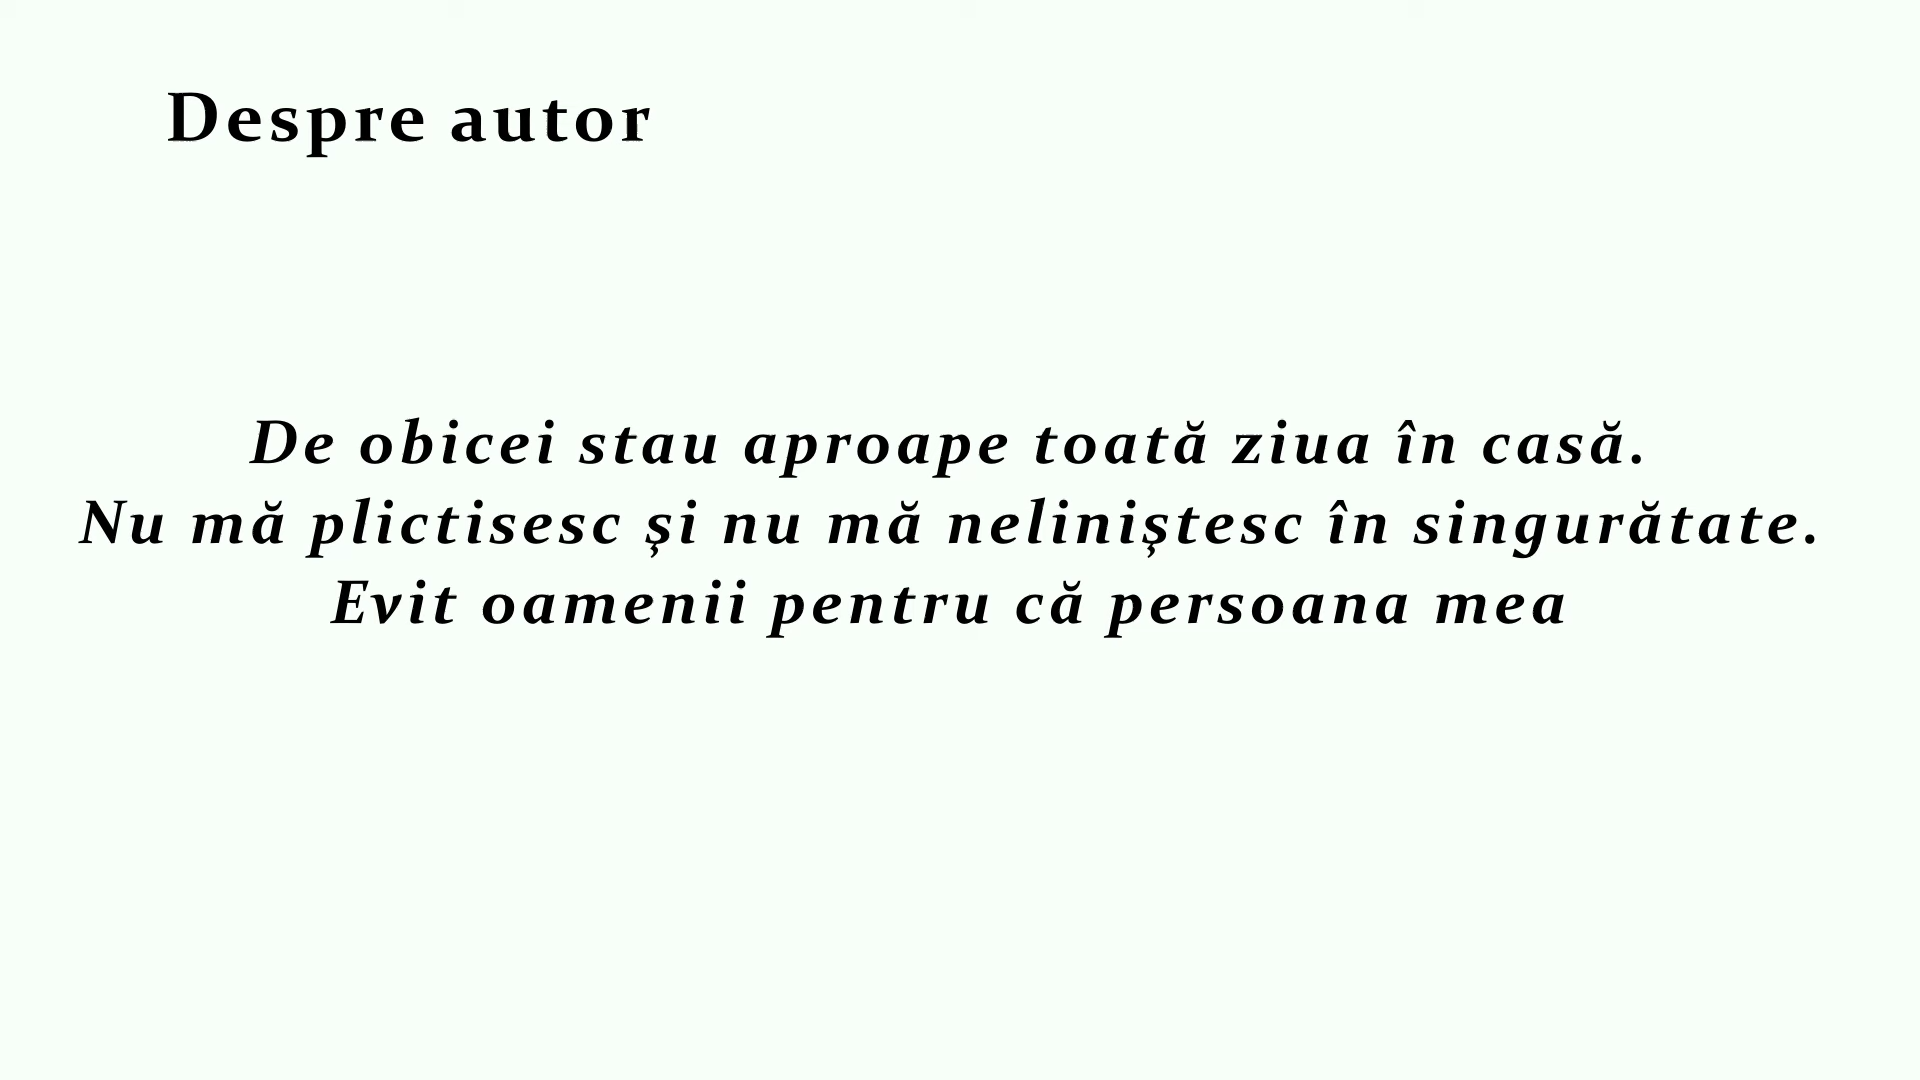 Despre autor
De obicei stau aproape toată ziua în casă.
Nu mă plictisesc și nu mă neliniștesc în singurătate.
Evit oamenii pentru că persoana mea